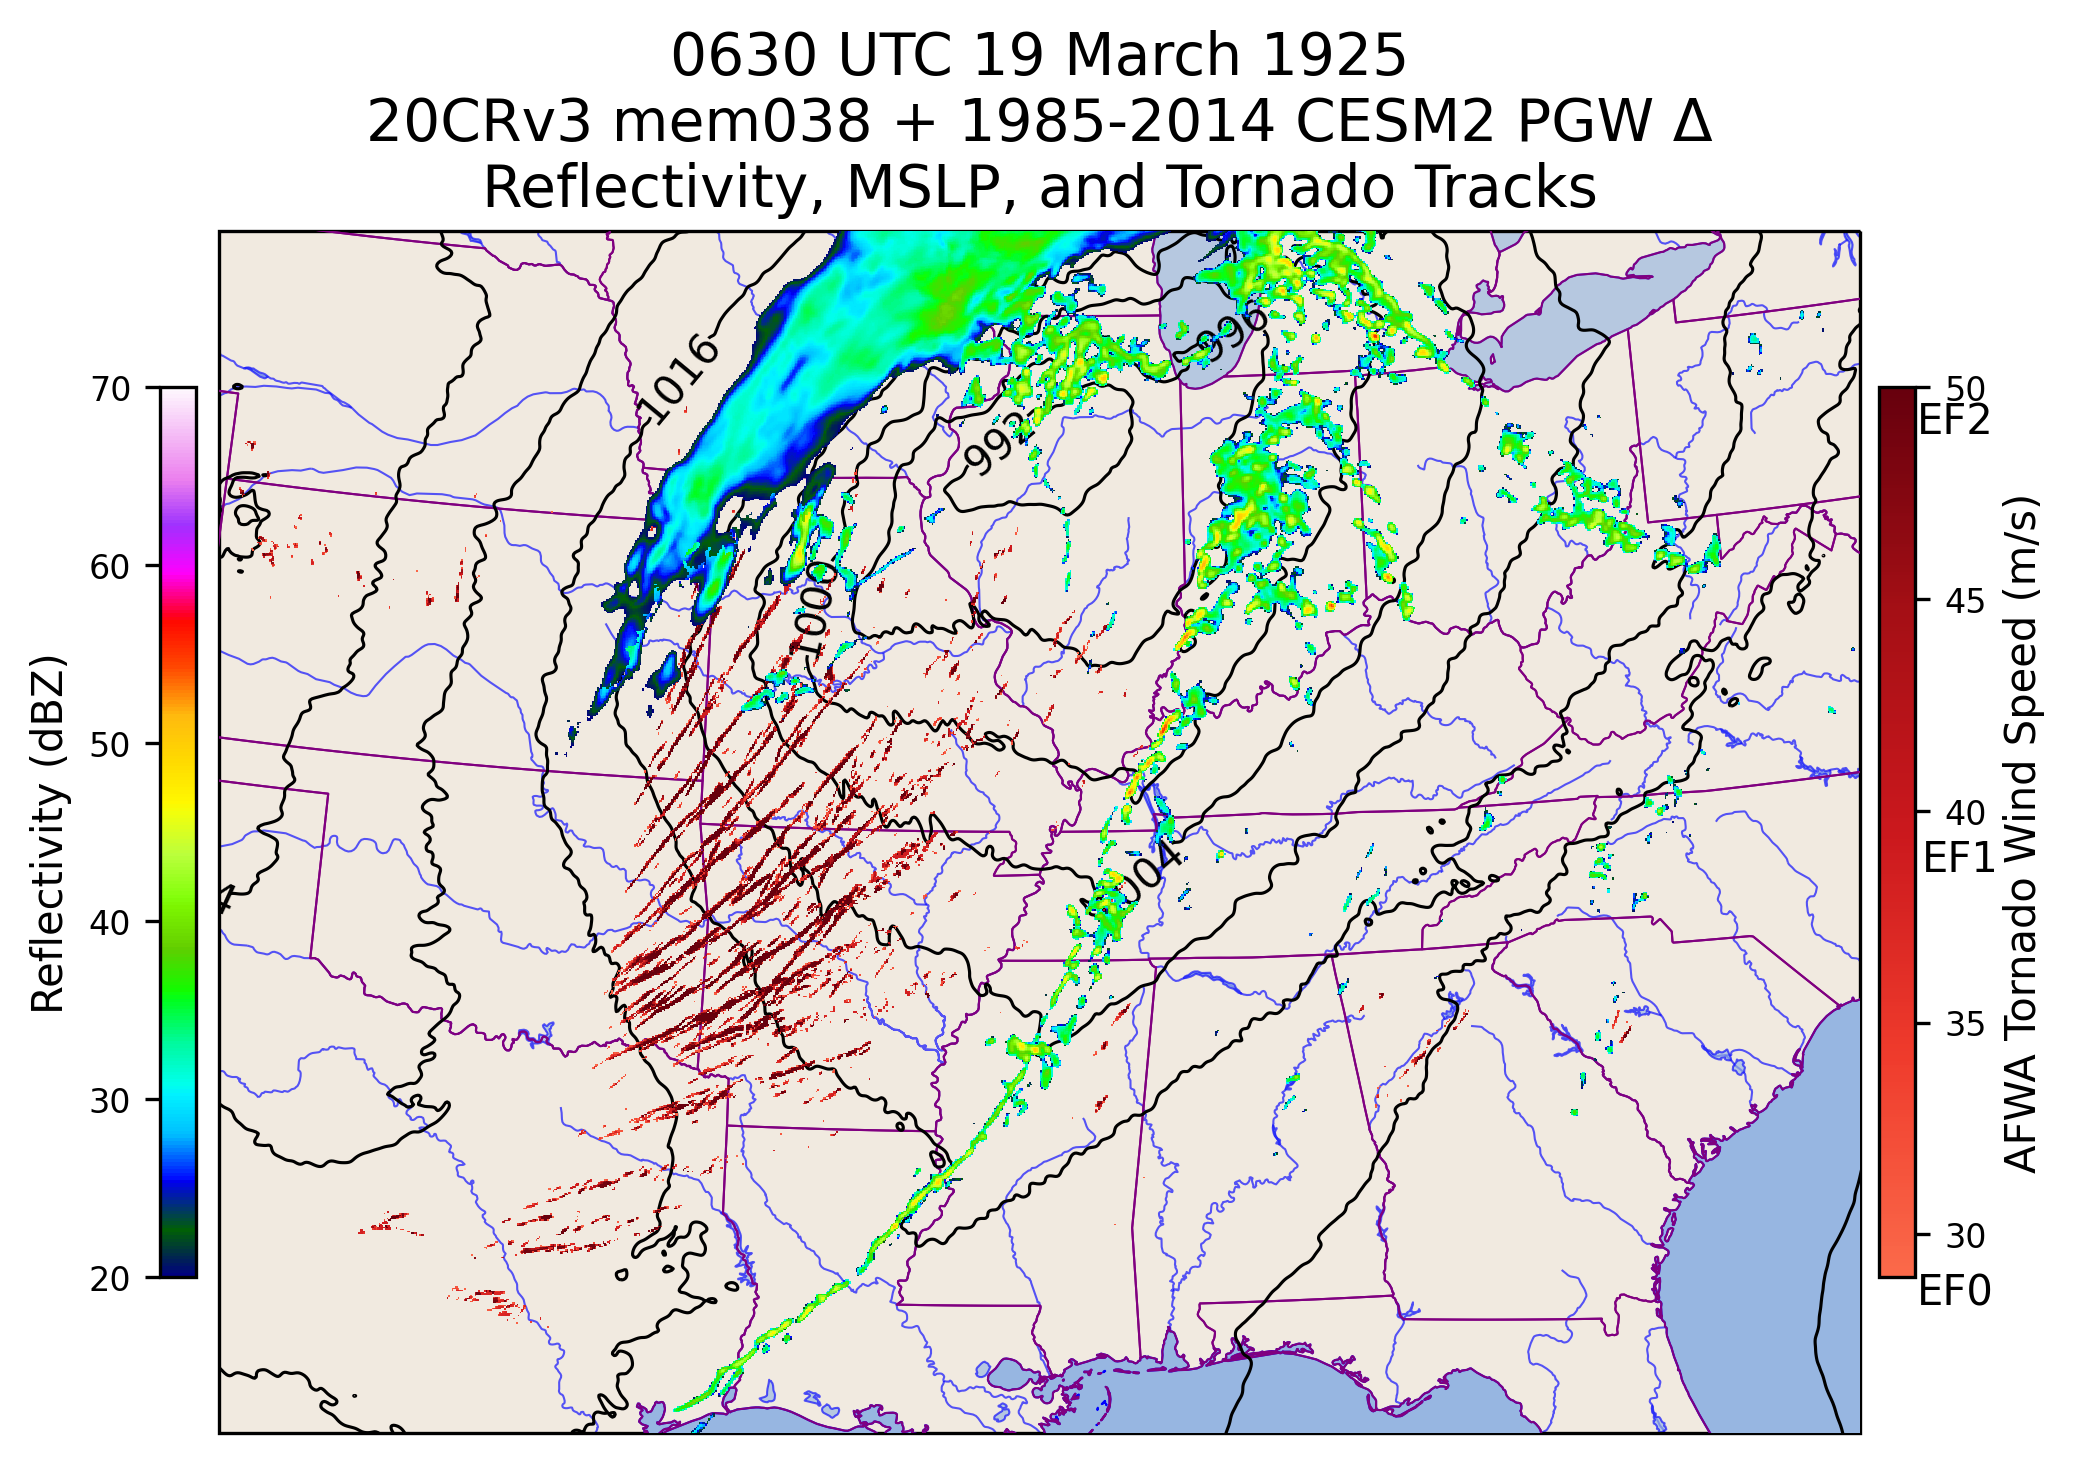 0630 UTC 19 March 1925
20CRv3 mem038 + 1985-2014 CESM2 PGW Δ
Reflectivity, MSLP, and Tornado Tracks
1016
996
992
1000
1004
Reflectivity (dBZ)
70
60
50
40
30
20
50
EF2
45
40
EF1
35
30
EF0
AFWA Tornado Wind Speed (m/s)